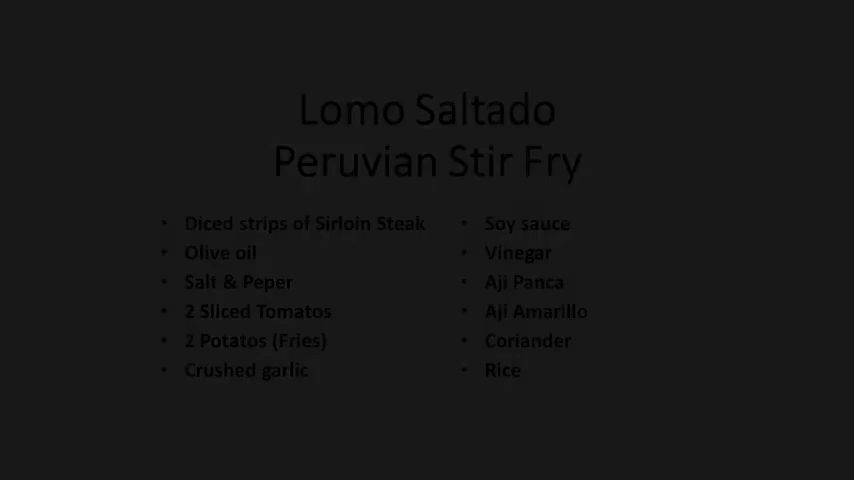 Lomo Saltado
Peruvian Stir Fry
• Diced strips of Sirloin Steak
• Olive oil
• Salt & Peper
• 2 Sliced Tomatos
• 2 Potatos (Fries)
• Crushed garlic
• Soy sauce
• Vinegar
• Aji Panca
• Aji Amarillo
• Coriander
• Rice